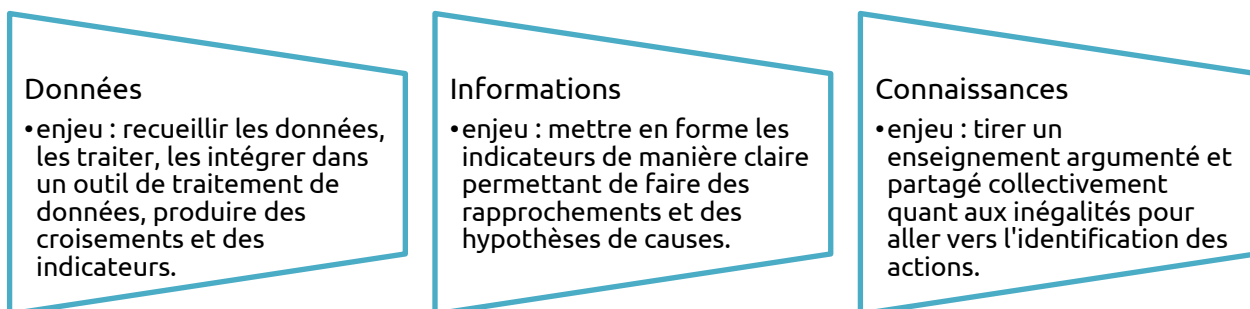 Données
•enjeu : recueillir les données,
les traiter, les intégrer dans
un outil de traitement de
données, produire des
croisements et des
indicateurs.
Informations
•enjeu : mettre en forme les
indicateurs de manière claire
permettant de faire des
rapprochements et des
hypothèses de causes.
Connaissances
•enjeu : tirer un
enseignement argumenté et
partagé collectivement
quant aux inégalités pour
aller vers l'identification des
actions.